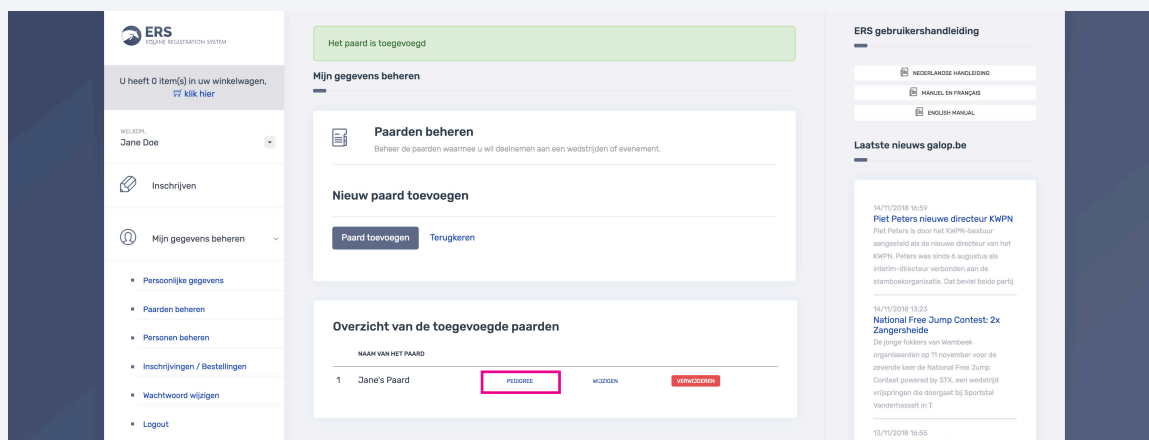 ERS
EQUINE REGISTRATION SYSTEM
U heeft 0 item(s) in uw winkelwagen,
klik hier
WELKOM,
Jane Doe
Inschrijven
Mijn gegevens beheren
Persoonlijke gegevens
Paarden beheren
Personen beheren
Inschrijvingen / Bestellingen
Wachtwoord wijzigen
Logout
Het paard is toegevoegd
Mijn gegevens beheren
Paarden beheren
Beheer de paarden waarmee u wil deelnemen aan een wedstrijden of evenement.
Nieuw paard toevoegen
Paard toevoegen Terugkeren
Overzicht van de toegevoegde paarden
NAAM VAN HET PAARD
1 Jane's Paard PEDIGREE WIJZIGEN VERWIJDEREN
ERS gebruikershandleiding
NEDERLANDSE HANDLEIDING
MANUEL EN FRANÇAIS
ENGLISH MANUAL
Laatste nieuws galop.be
14/11/2018 16:59
Piet Peters nieuwe directeur KWPN
Piet Peters is door het KWPN-bestuur
aangesteld als de nieuwe directeur van het
KWPN. Peters was sinds 6 augustus als
interim-directeur verbonden aan de
stamboekorganisatie. Dat beviel beide partij
14/11/2018 13:23
National Free Jump Contest: 2x
Zangersheide
De jonge fokkers van Wambeek
organiseerden op 11 november voor de
zevende keer de National Free Jump
Contest powered by STX, een wedstrijd
vrijspringen die doorgaat bij Sportstal
Vanderhasselt in T
13/11/2018 16:55